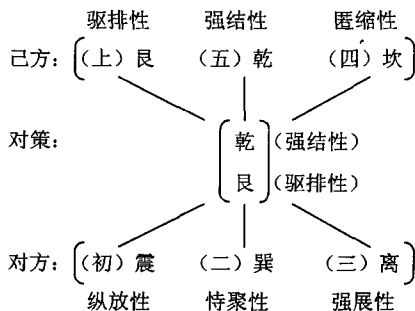 驱排性 强结性 匿缩性
己方：（上）艮 （五）乾 （四）坎
对策： 乾（强结性）
艮（驱排性）
对方：（初）震 （二）巽 （三）离
纵放性 恃聚性 强展性